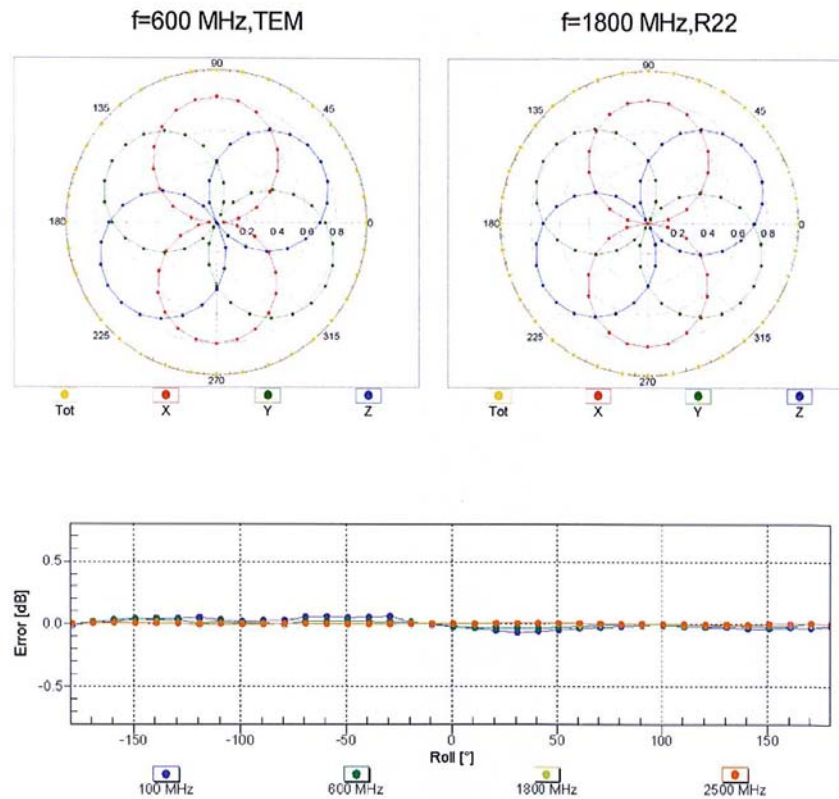 f=600 MHz,TEM
f=1800 MHz,R22
90
135
45
180
0.2 0.4 0.6 0.8
0
225
315
270
Tot X Y Z
90
135
45
180
0.2 0.4 0.6 0.8
0
225
315
270
Tot X Y Z
Error [dB]
0.5
0.0
-0.5
-150 -100 -50 0 50 100 150
Roll [°]
100 MHz 600 MHz 1800 MHz 2500 MHz